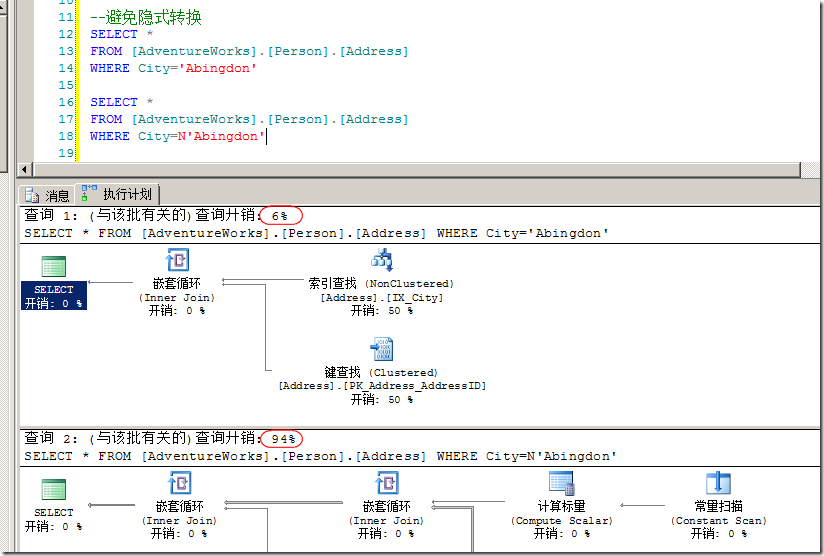 11 --避免隐式转换
12 SELECT *
13 FROM [AdventureWorks].[Person].[Address]
14 WHERE City='Abingdon'
15
16 SELECT *
17 FROM [AdventureWorks].[Person].[Address]
18 WHERE City=N'Abingdon'
19
消息 执行计划
查询 1: (与该批有关的)查询开销: 6%
SELECT * FROM [AdventureWorks].[Person].[Address] WHERE City='Abingdon'
SELECT
开销: 0 %
嵌套循环
(Inner Join)
开销: 0 %
索引查找 (NonClustered)
[Address].[IX_City]
开销: 50 %
键查找 (Clustered)
[Address].[PK_Address_AddressID]
开销: 50 %
查询 2: (与该批有关的)查询开销: 94%
SELECT * FROM [AdventureWorks].[Person].[Address] WHERE City=N'Abingdon'
SELECT
开销: 0 %
嵌套循环
(Inner Join)
开销: 0 %
嵌套循环
(Inner Join)
开销: 0 %
计算标量
(Compute Scalar)
开销: 0 %
常量扫描
(Constant Scan)
开销: 0 %